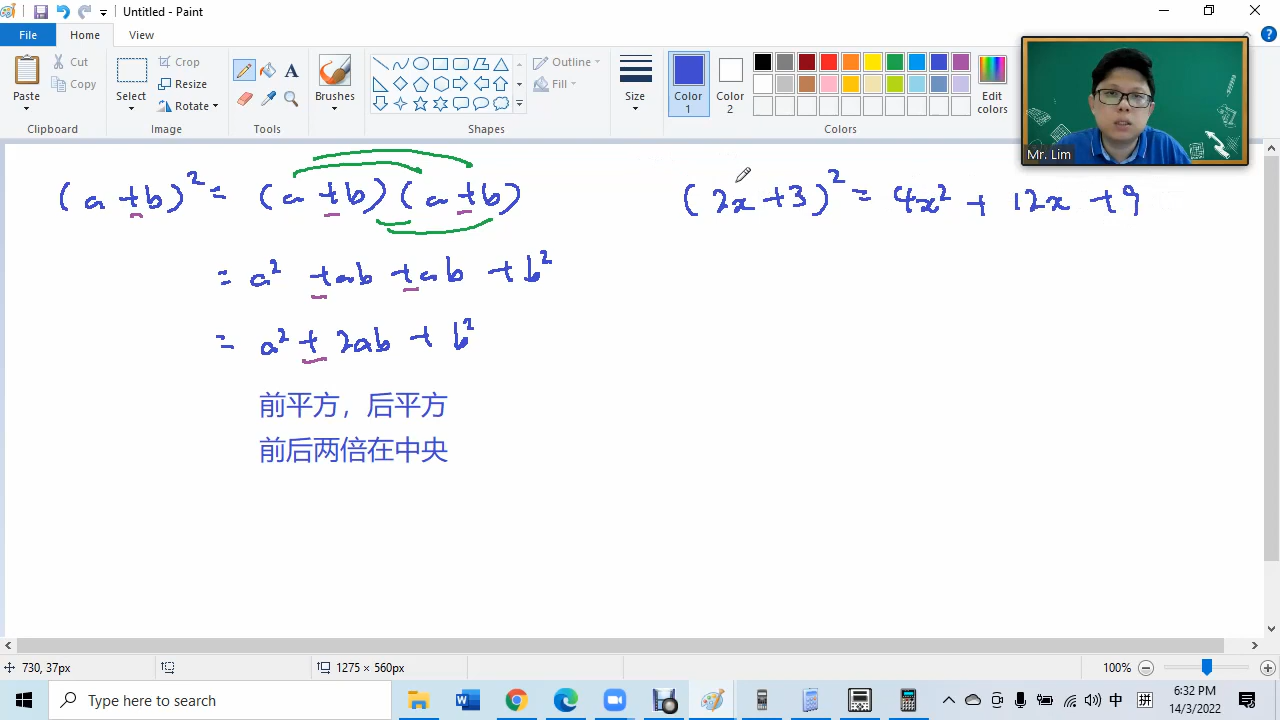 Untitled - Paint
File Home View
Paste Cut Copy Clipboard
Select Crop Resize Rotate Image
Tools
Brushes
Outline Fill Shapes
Size
Color 1 Color 2 Edit colors Colors
Mr. Lim
(a+b)² = (a+b)(a+b)
= a² +ab +ab +b²
= a² + 2ab + b²
前平方，后平方
前后两倍在中央
(2x+3)² = 4x² + 12x +9
730, 37px 1275 × 560px 100%
Type here to search
中 拼 6:32 PM
14/3/2022